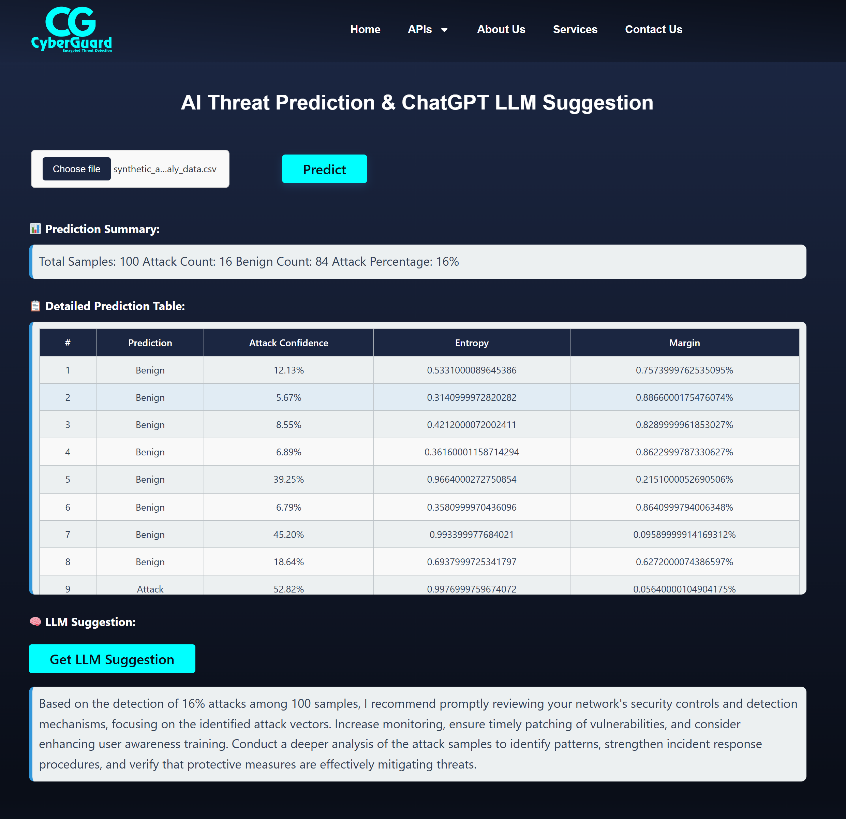 CG
CyberGuard
Home APIs About Us Services Contact Us
AI Threat Prediction & ChatGPT LLM Suggestion
Choose file synthetic_a...aly_data.csv Predict
Prediction Summary:
Total Samples: 100 Attack Count: 16 Benign Count: 84 Attack Percentage: 16%
Detailed Prediction Table:
# Prediction Attack Confidence Entropy Margin
1 Benign 12.13% 0.5331000089645386 0.7573999762535095%
2 Benign 5.67% 0.3140999972820282 0.8866000175476074%
3 Benign 8.55% 0.4212000072002411 0.8289999961853027%
4 Benign 6.89% 0.36160001158714294 0.8622999787330627%
5 Benign 39.25% 0.9664000272750854 0.2151000052690506%
6 Benign 6.79% 0.3580999970436096 0.8640999794006348%
7 Benign 45.20% 0.993399977684021 0.09589999914169312%
8 Benign 18.64% 0.6937999725341797 0.6272000074386597%
9 Attack 52.82% 0.9976999759674072 0.05640000104904175%
LLM Suggestion:
Get LLM Suggestion
Based on the detection of 16% attacks among 100 samples, I recommend promptly reviewing your network's security controls and detection
mechanisms, focusing on the identified attack vectors. Increase monitoring, ensure timely patching of vulnerabilities, and consider
enhancing user awareness training. Conduct a deeper analysis of the attack samples to identify patterns, strengthen incident response
procedures, and verify that protective measures are effectively mitigating threats.